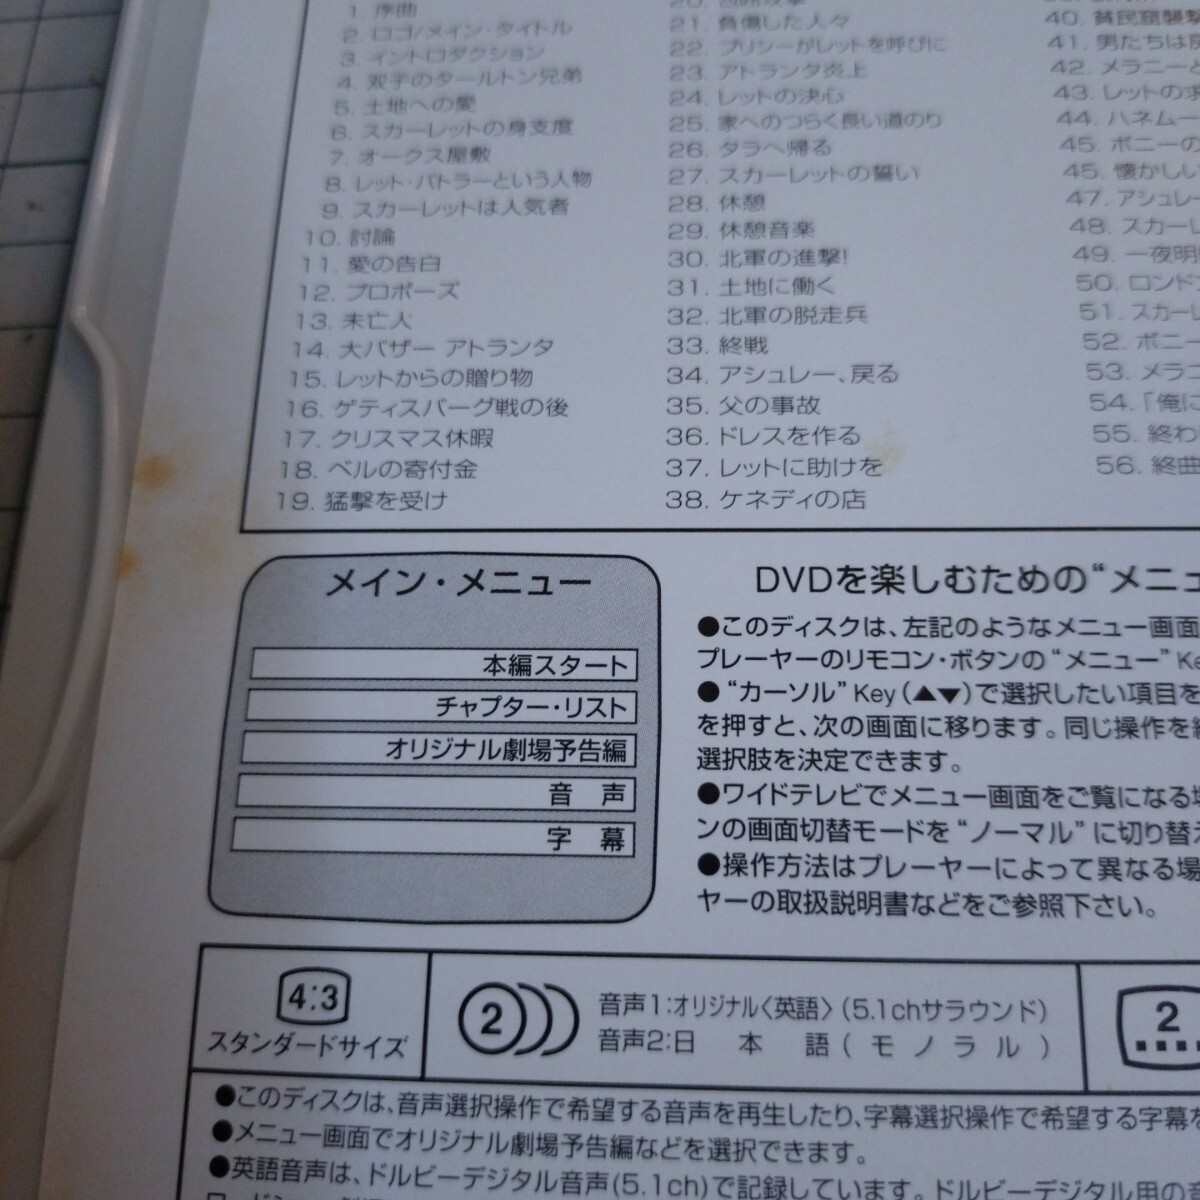 1. 序曲
2. ロゴ/メイン・タイトル
3. イントロダクション
4. 双子のタールトン兄弟
5. 土地への愛
6. スカーレットの身支度
7. オークス屋敷
8. レット・バトラーという人物
9. スカーレットは人気者
10. 討論
11. 愛の告白
12. プロポーズ
13. 未亡人
14. 大バザー アトランタ
15. レットからの贈り物
16. ゲティスバーグ戦の後
17. クリスマス休暇
18. ベルの寄付金
19. 猛撃を受け
21. 負傷した人々
22. プリシーがレットを呼びに
23. アトランタ炎上
24. レットの決心
25. 家へのつらく長い道のり
26. タラへ帰る
27. スカーレットの誓い
28. 休憩
29. 休憩音楽
30. 北軍の進撃!
31. 土地に働く
32. 北軍の脱走兵
33. 終戦
34. アシュレー、戻る
35. 父の事故
36. ドレスを作る
37. レットに助けを
38. ケネディの店
40. 貧民窟襲撃
41. 男たちは
42. メラニーと
43. レットの求
44. ハネムー
45. ボニーの
45. 懐かしい
47. アシュレー
48. スカーレ
49. 一夜明
50. ロンド
51. スカーレ
52. ボニー
53. メラニ
54.「俺に
55. 終わ
56. 終曲
メイン・メニュー
本編スタート
チャプター・リスト
オリジナル劇場予告編
音 声
字 幕
DVDを楽しむための“メニュ
●このディスクは、左記のようなメニュー画面
プレーヤーのリモコン・ボタンの“メニュー”Ke
●“カーソル”Key(▲▼)で選択したい項目を
を押すと、次の画面に移ります。同じ操作を
選択肢を決定できます。
●ワイドテレビでメニュー画面をご覧になる場
ンの画面切替モードを“ノーマル”に切り替
●操作方法はプレーヤーによって異なる場
ヤーの取扱説明書などをご参照下さい。
4:3
スタンダードサイズ
2
音声1:オリジナル〈英語〉(5.1chサラウンド)
音声2:日 本 語(モノラル)
2
●このディスクは、音声選択操作で希望する音声を再生したり、字幕選択操作で希望する字幕を
●メニュー画面でオリジナル劇場予告編などを選択できます。
●英語音声は、ドルビーデジタル音声(5.1ch)で記録しています。ドルビーデジタル用の音